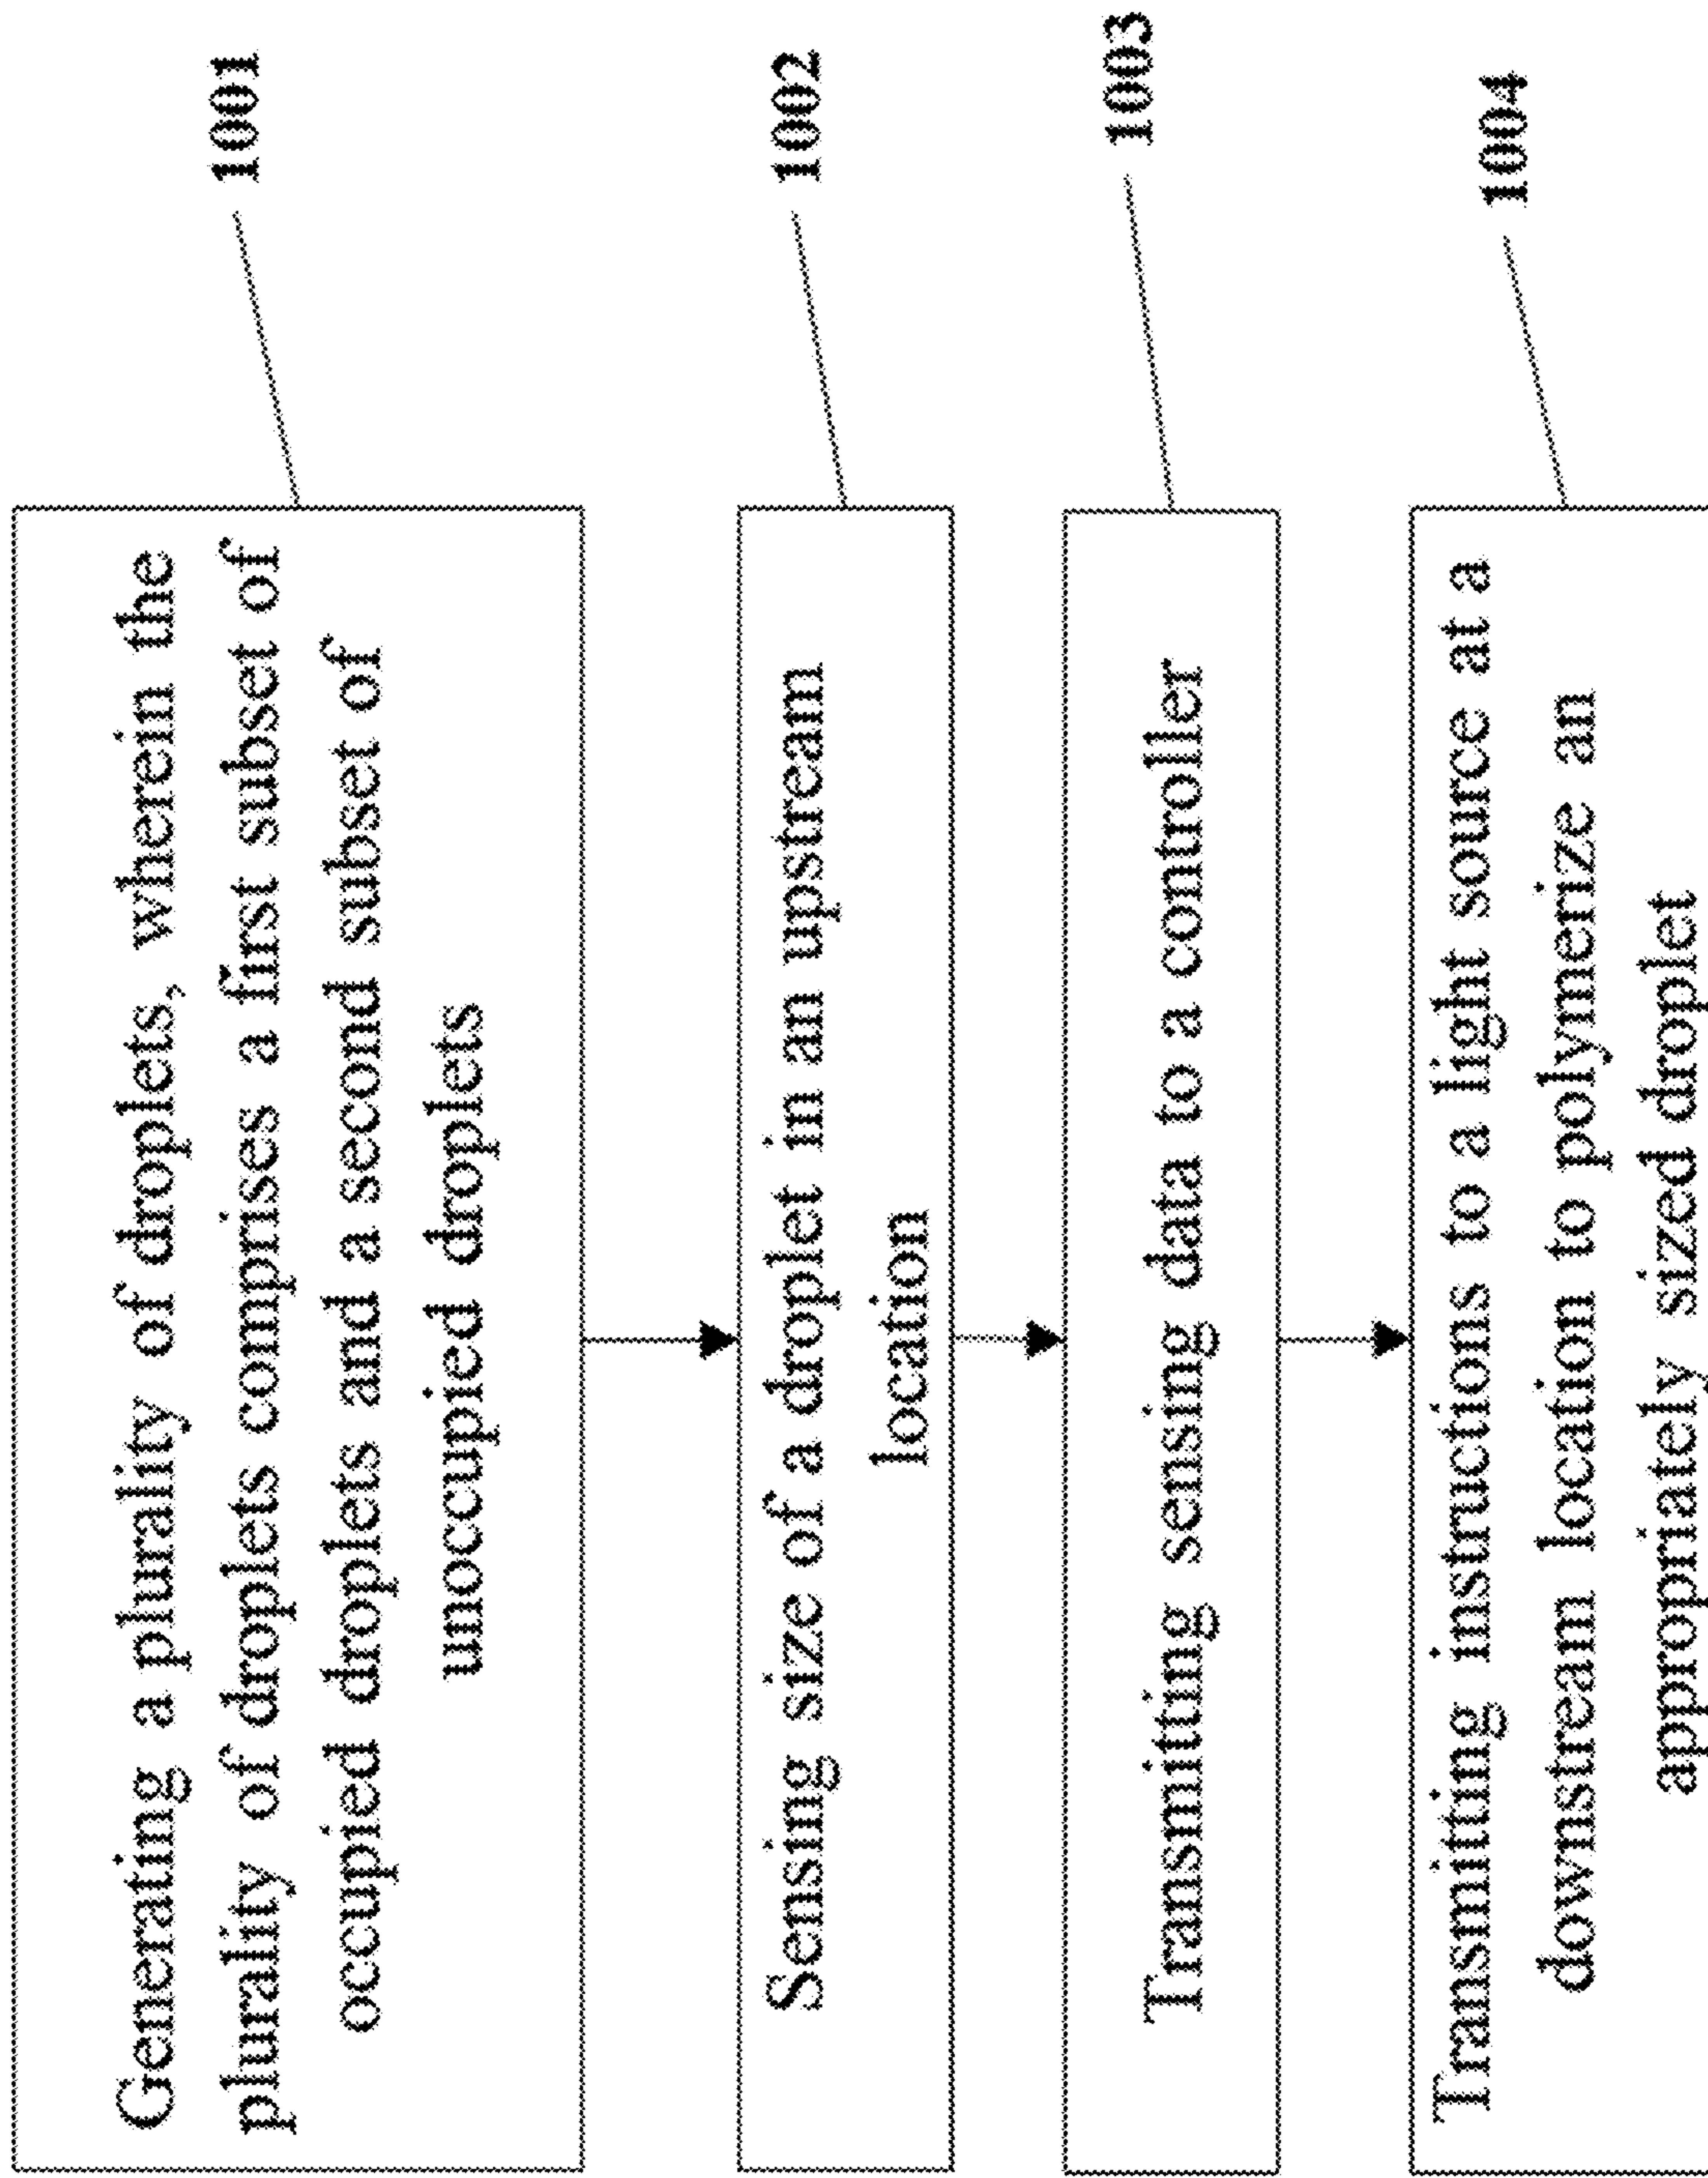 Generating a plurality of droplets, wherein the
plurality of droplets comprises a first subset of
occupied droplets and a second subset of
unoccupied droplets
1001
Sensing size of a droplet in an upstream
location
1002
Transmitting sensing data to a controller
1003
Transmitting instructions to a light source at a
downstream location to polymerize an
appropriately sized droplet
1004